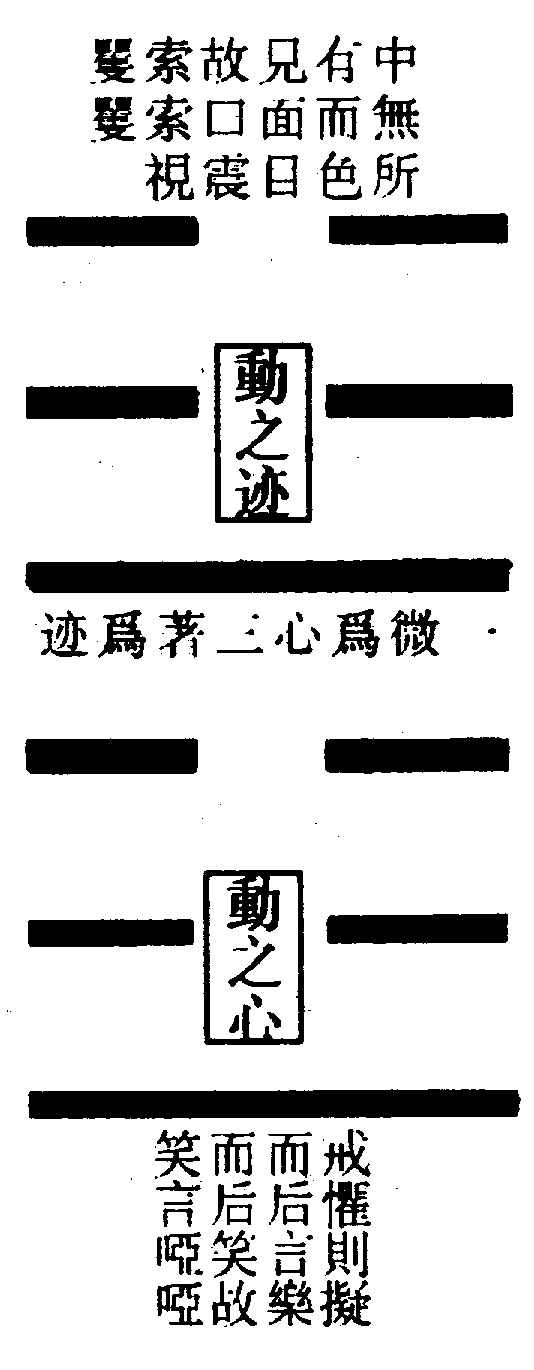 中無所
有而色
兄面目
故口震
索索視
矍矍
動之迹
微爲心三著爲迹
動之心
戒懼則擬
而后言樂
而后笑故
笑言啞啞